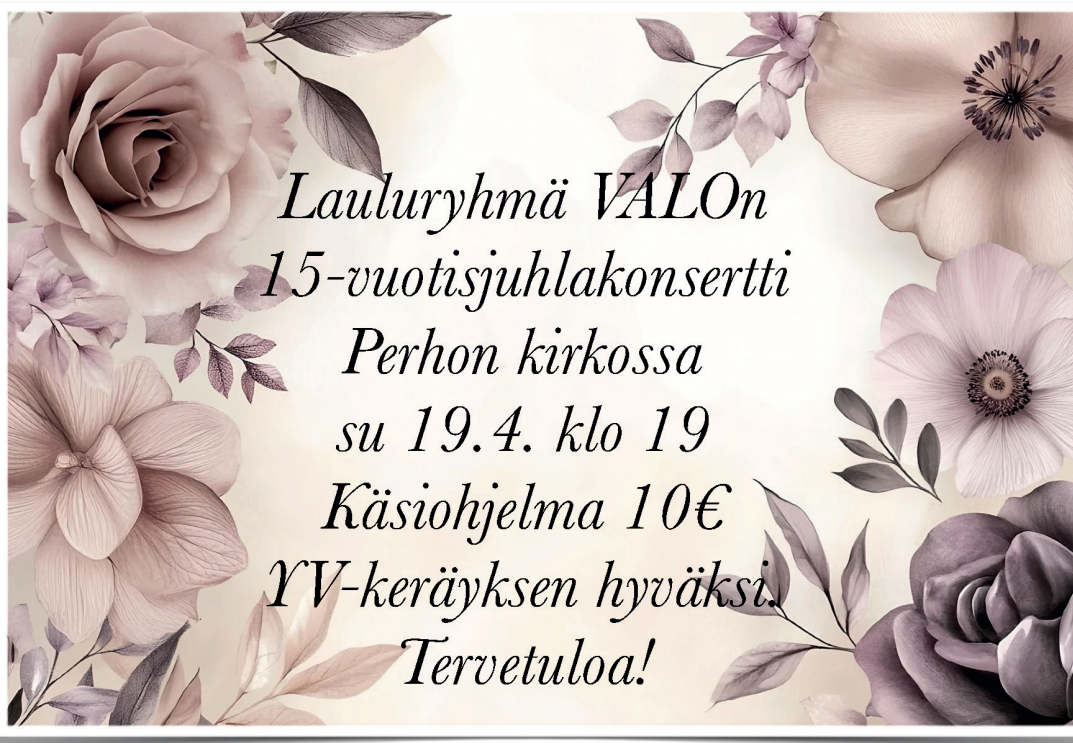 Lauluryhmä VALOn
15-vuotisjuhlakonsertti
Perhon kirkossa
su 19.4. klo 19
Käsiohjelma 10€
YV-keräyksen hyväksi.
Tervetuloa!